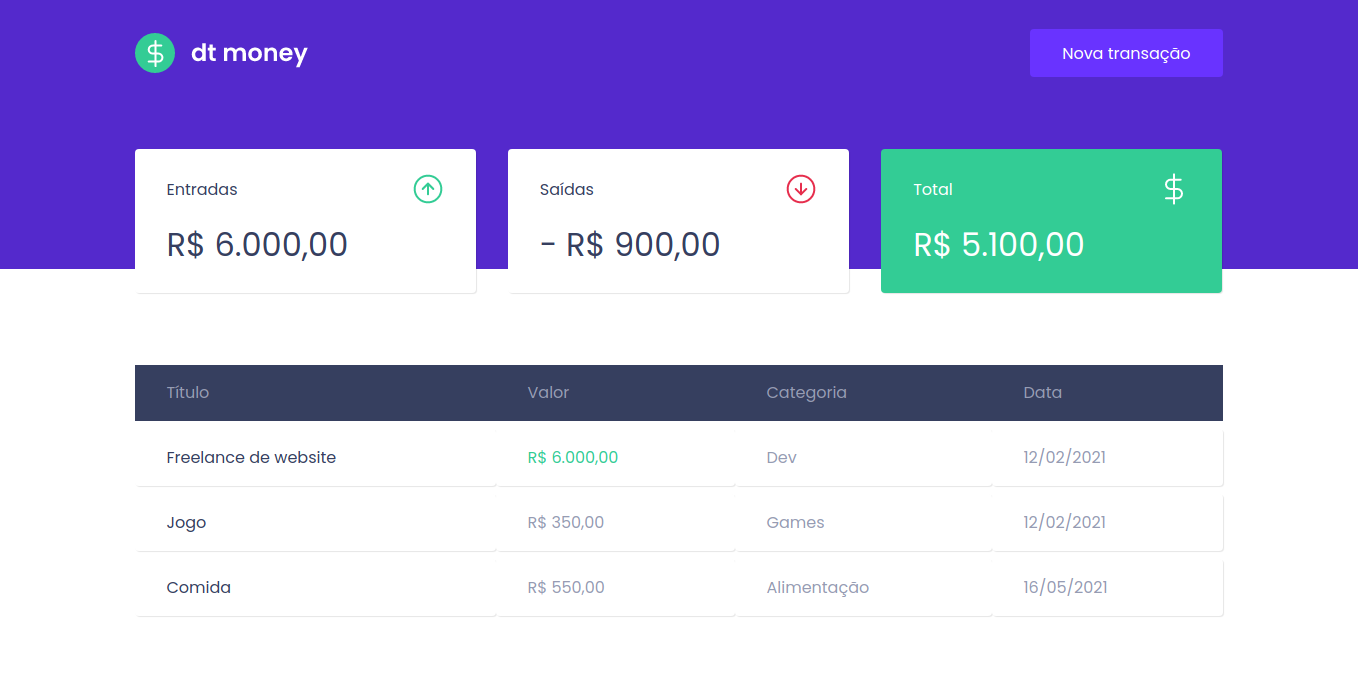 dt money
Nova transação
Entradas
R$ 6.000,00
Saídas
- R$ 900,00
Total
R$ 5.100,00
Título Valor Categoria Data
Freelance de website R$ 6.000,00 Dev 12/02/2021
Jogo R$ 350,00 Games 12/02/2021
Comida R$ 550,00 Alimentação 16/05/2021